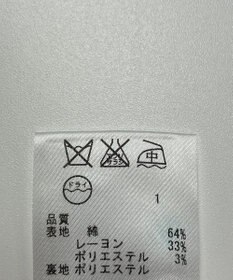 中
ドライ
1
品質
表地 綿 64%
レーヨン 33%
ポリエステル 3%
裏地 ポリエステル